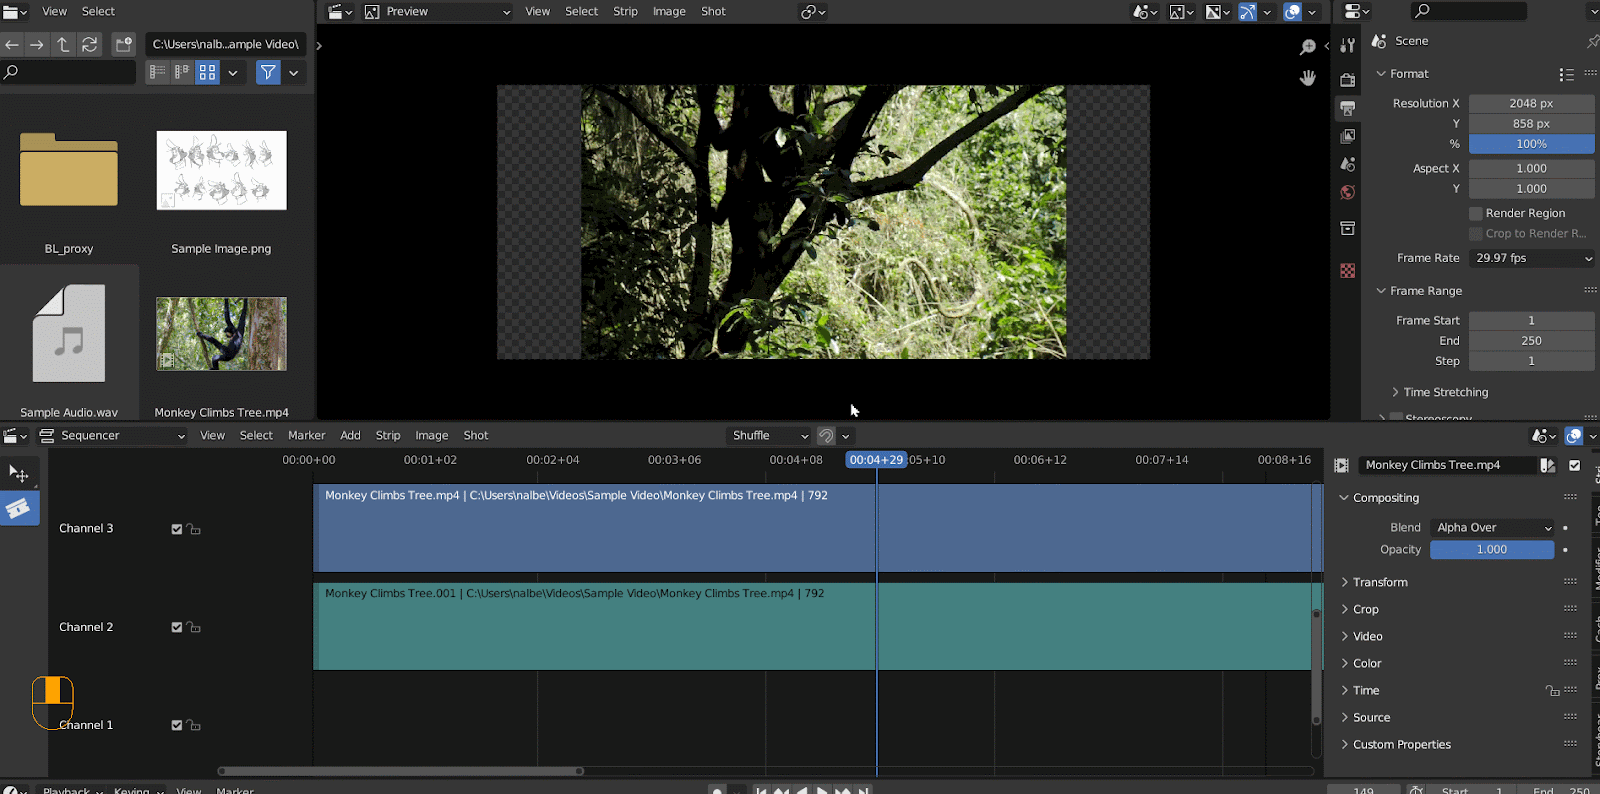 View Select
C:\Users\nalb...ample Video\
BL_proxy
Sample Image.png
Sample Audio.wav
Monkey Climbs Tree.mp4
Preview View Select Strip Image Shot
Scene
Format
Resolution X 2048 px
Y 858 px
% 100%
Aspect X 1.000
Y 1.000
Render Region
Crop to Render R...
Frame Rate 29.97 fps
Frame Range
Frame Start 1
End 250
Step 1
Time Stretching
Stereoscopy
Sequencer View Select Marker Add Strip Image Shot Shuffle
00:00+00 00:01+02 00:02+04 00:03+06 00:04+08 00:04+29 :05+10 00:06+12 00:07+14 00:08+16
Channel 3
Monkey Climbs Tree.mp4 | C:\Users\nalbe\Videos\Sample Video\Monkey Climbs Tree.mp4 | 792
Channel 2
Monkey Climbs Tree.001 | C:\Users\nalbe\Videos\Sample Video\Monkey Climbs Tree.mp4 | 792
Channel 1
Monkey Climbs Tree.mp4
Compositing
Blend Alpha Over
Opacity 1.000
Transform
Crop
Video
Color
Time
Source
Custom Properties
Playback Keying View Marker
149 Start 1 End 250